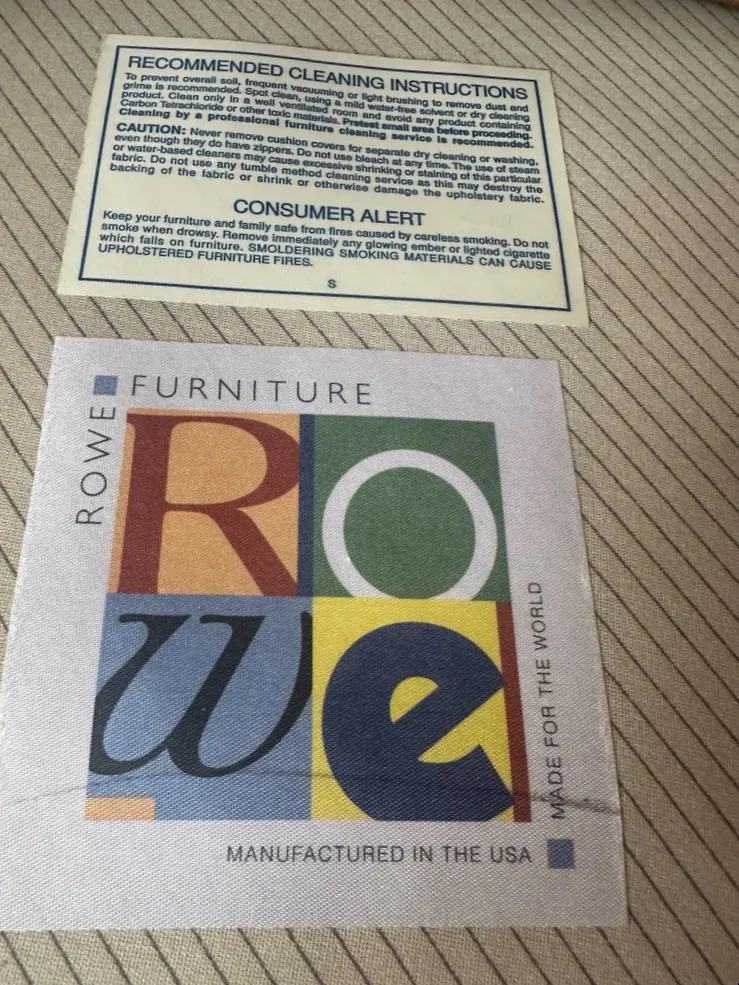 RECOMMENDED CLEANING INSTRUCTIONS
To prevent overall soil, frequent vacuuming or light brushing to remove dust and
grime is recommended. Spot clean, using a mild water-free solvent or dry cleaning
product. Clean only in a well ventilated room and avoid any product containing
Carbon Tetrachloride or other toxic materials. Pretest small area before proceeding.
Cleaning by a professional furniture cleaning service is recommended.
CAUTION: Never remove cushion covers for separate dry cleaning or washing,
even though they do have zippers. Do not use bleach at any time. The use of steam
or water-based cleaners may cause excessive shrinking or staining of this particular
fabric. Do not use any tumble method cleaning service as this may destroy the
backing of the fabric or shrink or otherwise damage the upholstery fabric.
CONSUMER ALERT
Keep your furniture and family safe from fires caused by careless smoking. Do not
smoke when drowsy. Remove immediately any glowing ember or lighted cigarette
which falls on furniture. SMOLDERING SMOKING MATERIALS CAN CAUSE
UPHOLSTERED FURNITURE FIRES.
S
ROWE
FURNITURE
Ro
we
MADE FOR THE WORLD
MANUFACTURED IN THE USA